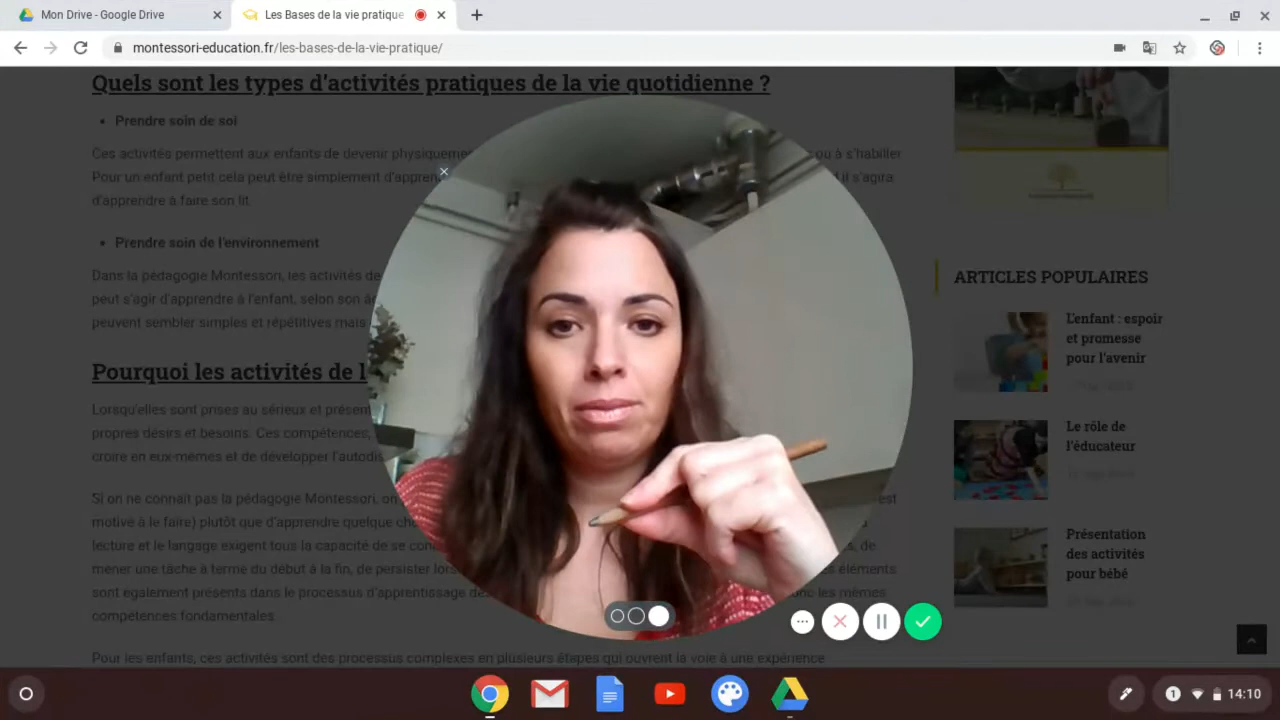 Mon Drive - Google Drive
Les Bases de la vie pratique
montessori-education.fr/les-bases-de-la-vie-pratique/
Quels sont les types d'activités pratiques de la vie quotidienne ?
Prendre soin de soi
Ces activités permettent aux enfants de devenir ou à s'habiller
Pour un enfant petit cela peut être simplement il s'agira
d'apprendre à faire son lit.
Prendre soin de l'environnement
Dans la pédagogie Montessori, les activités de
peut s'agir d'apprendre à l'enfant, selon son
peuvent sembler simples et répétitives mais
Pourquoi les activités de
Lorsqu'elles sont prises au sérieux et
propres désirs et besoins. Ces compétences,
croire en eux-mêmes et de développer
Si on ne connait pas la pédagogie Montessori, est
motivé à le faire) plutôt que d'apprendre quelque
lecture et le langage exigent tous la capacité de se de
mener une tâche à terme du début à la fin, de persister éléments
sont également présents dans le processus d'apprentissage les mêmes
compétences fondamentales.
Pour les enfants, ces activités sont des processus complexes en plusieurs étapes qui ouvrent la voie à une expérience
ARTICLES POPULAIRES
L'enfant : espoir
et promesse
pour l'avenir
Le rôle de
l'éducateur
Présentation
des activités
pour bébé
1
14:10